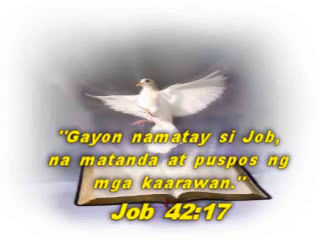 "Gayon namatay si Job,
na matanda at puspos ng
mga kaarawan."
Job 42:17